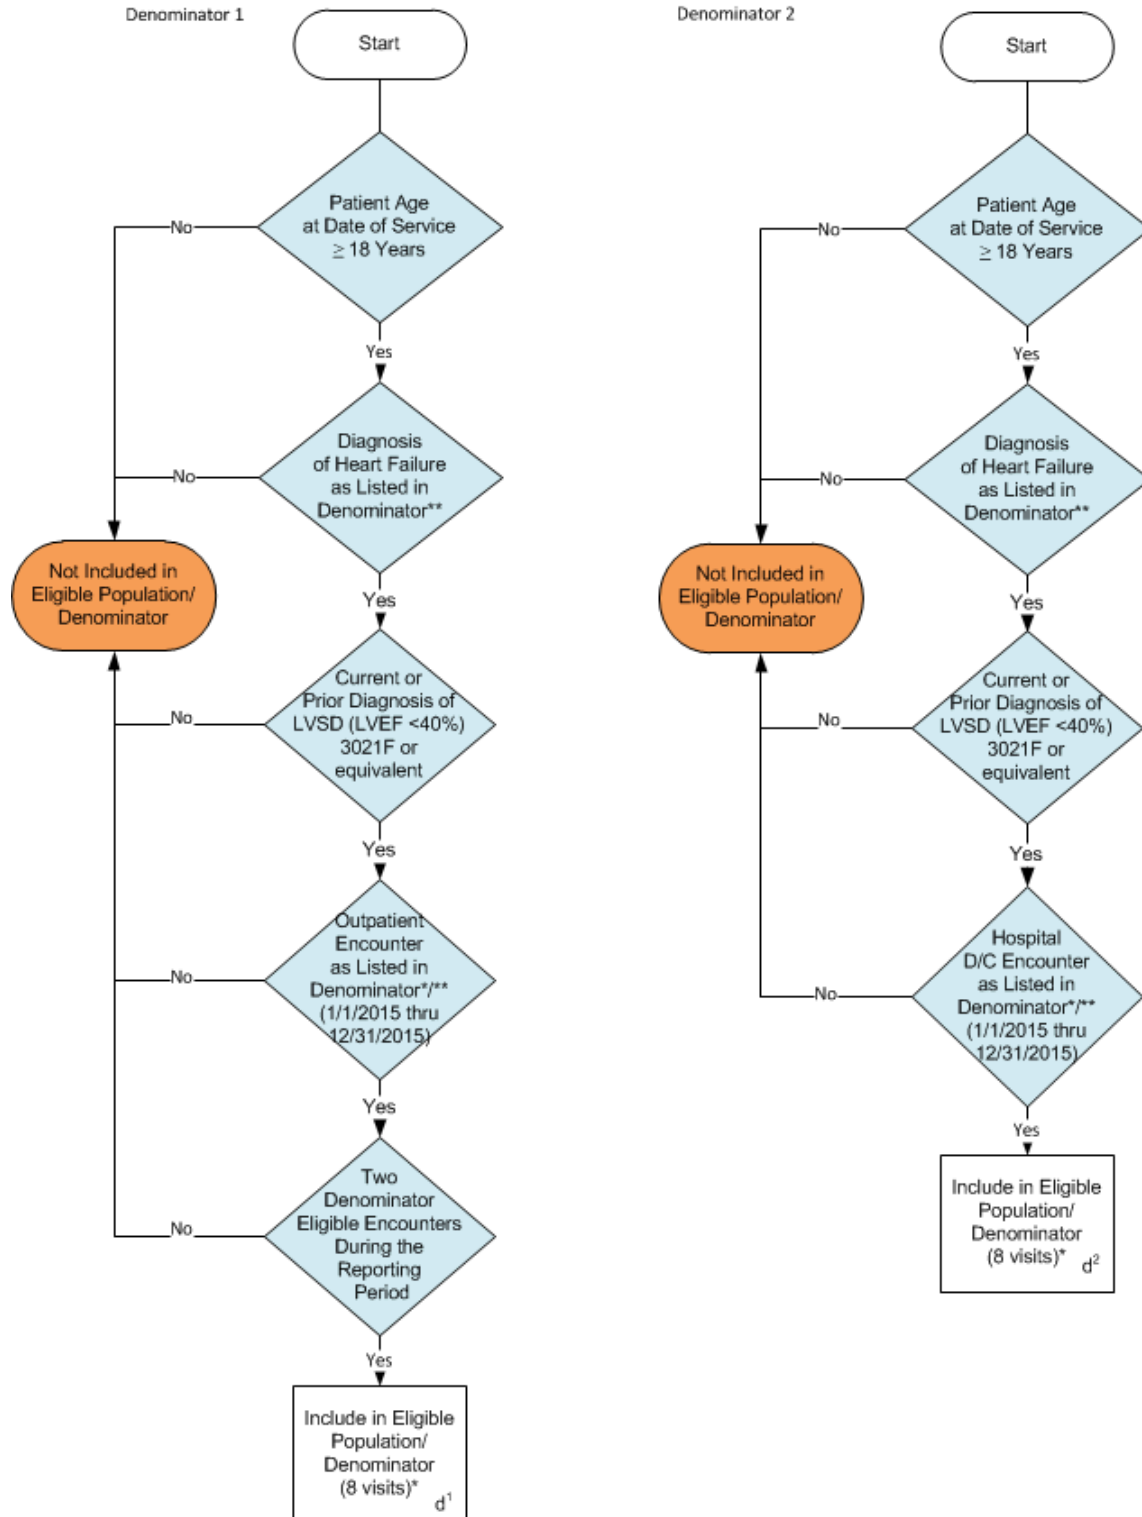 Denominator 1
Start
Patient Age
at Date of Service
≥ 18 Years
No
Yes
Diagnosis
of Heart Failure
as Listed in
Denominator**
No
Not Included in
Eligible Population/
Denominator
Yes
Current or
Prior Diagnosis of
LVSD (LVEF <40%)
3021F or
equivalent
No
Yes
Outpatient
Encounter
as Listed in
Denominator*/**
(1/1/2015 thru
12/31/2015)
No
Yes
Two
Denominator
Eligible Encounters
During the
Reporting
Period
No
Yes
Include in Eligible
Population/
Denominator
(8 visits)*
d¹
Denominator 2
Start
Patient Age
at Date of Service
≥ 18 Years
No
Yes
Diagnosis
of Heart Failure
as Listed in
Denominator**
No
Not Included in
Eligible Population/
Denominator
Yes
Current or
Prior Diagnosis of
LVSD (LVEF <40%)
3021F or
equivalent
No
Yes
Hospital
D/C Encounter
as Listed in
Denominator*/**
(1/1/2015 thru
12/31/2015)
No
Yes
Include in Eligible
Population/
Denominator
(8 visits)*
d²